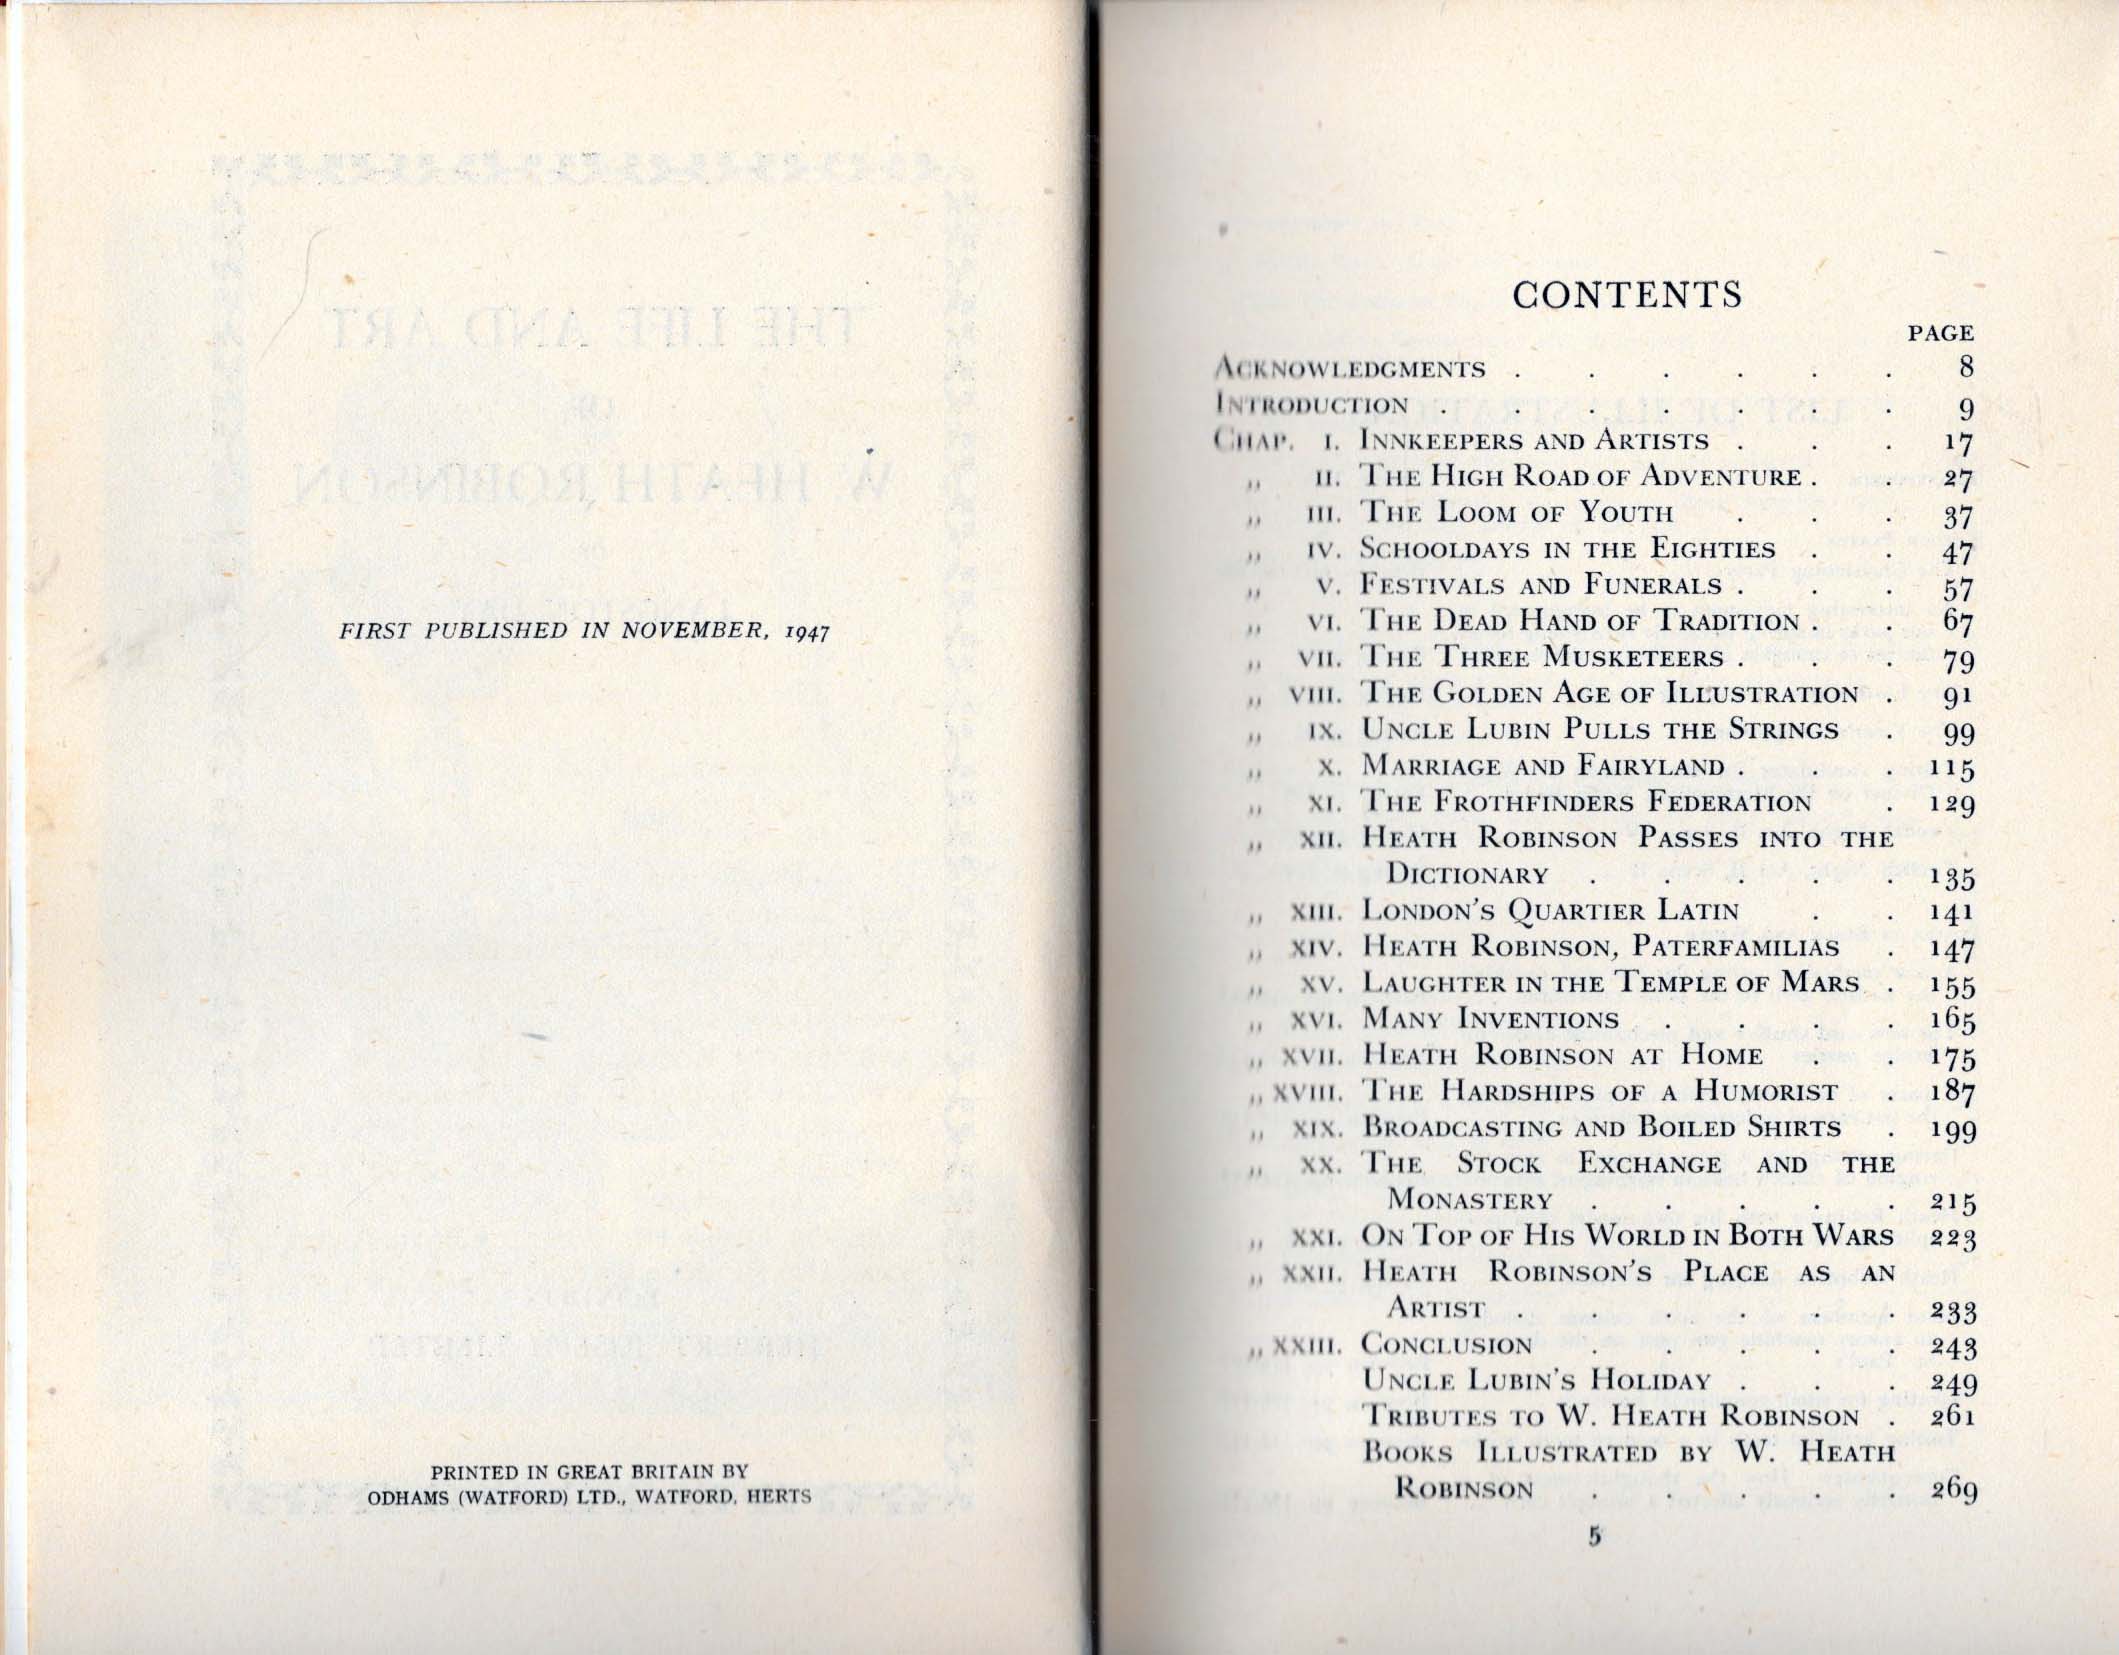 FIRST PUBLISHED IN NOVEMBER, 1947
PRINTED IN GREAT BRITAIN BY
ODHAMS (WATFORD) LTD., WATFORD, HERTS
CONTENTS
PAGE
ACKNOWLEDGMENTS . . . . . . 8
INTRODUCTION . . . . . . . 9
CHAP. I. INNKEEPERS AND ARTISTS . . . 17
,, II. THE HIGH ROAD OF ADVENTURE . . 27
,, III. THE LOOM OF YOUTH . . . 37
,, IV. SCHOOLDAYS IN THE EIGHTIES . . 47
,, V. FESTIVALS AND FUNERALS . . . 57
,, VI. THE DEAD HAND OF TRADITION . . 67
,, VII. THE THREE MUSKETEERS . . . 79
,, VIII. THE GOLDEN AGE OF ILLUSTRATION . 91
,, IX. UNCLE LUBIN PULLS THE STRINGS . 99
,, X. MARRIAGE AND FAIRYLAND . . . 115
,, XI. THE FROTHFINDERS FEDERATION . 129
,, XII. HEATH ROBINSON PASSES INTO THE
DICTIONARY . . . . . 135
,, XIII. LONDON'S QUARTIER LATIN . . 141
,, XIV. HEATH ROBINSON, PATERFAMILIAS . 147
,, XV. LAUGHTER IN THE TEMPLE OF MARS . 155
,, XVI. MANY INVENTIONS . . . . 165
,, XVII. HEATH ROBINSON AT HOME . . 175
,, XVIII. THE HARDSHIPS OF A HUMORIST . 187
,, XIX. BROADCASTING AND BOILED SHIRTS . 199
,, XX. THE STOCK EXCHANGE AND THE
MONASTERY . . . . . 215
,, XXI. ON TOP OF HIS WORLD IN BOTH WARS 223
,, XXII. HEATH ROBINSON'S PLACE AS AN
ARTIST . . . . . . 233
,, XXIII. CONCLUSION . . . . . 243
UNCLE LUBIN'S HOLIDAY . . . 249
TRIBUTES TO W. HEATH ROBINSON . 261
BOOKS ILLUSTRATED BY W. HEATH
ROBINSON . . . . . 269
5